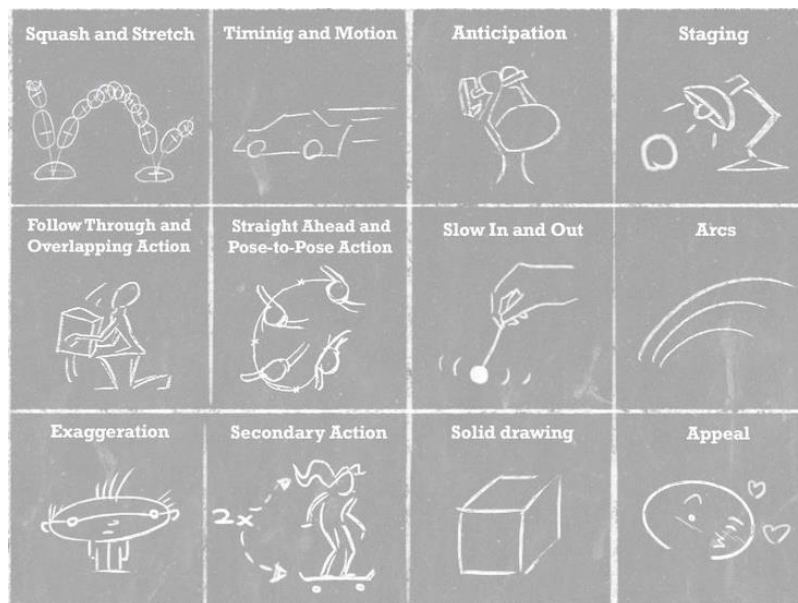 Squash and Stretch
Timinig and Motion
Anticipation
Staging
Follow Through and
Overlapping Action
Straight Ahead and
Pose-to-Pose Action
Slow In and Out
Arcs
Exaggeration
Secondary Action
2x
Solid drawing
Appeal